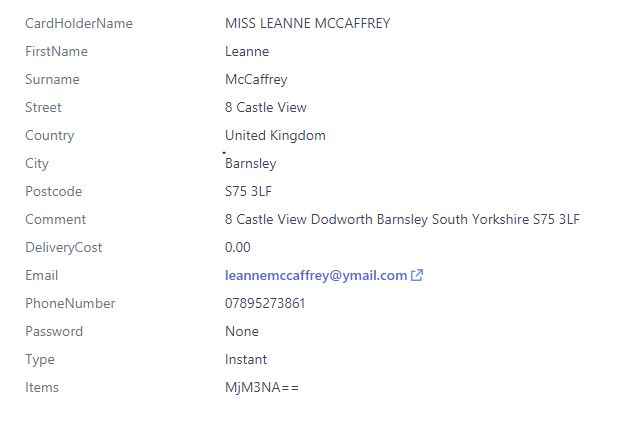 CardHolderName MISS LEANNE MCCAFFREY
FirstName Leanne
Surname McCaffrey
Street 8 Castle View
Country United Kingdom
City Barnsley
Postcode S75 3LF
Comment 8 Castle View Dodworth Barnsley South Yorkshire S75 3LF
DeliveryCost 0.00
Email leannemccaffrey@ymail.com
PhoneNumber 07895273861
Password None
Type Instant
Items MjM3NA==